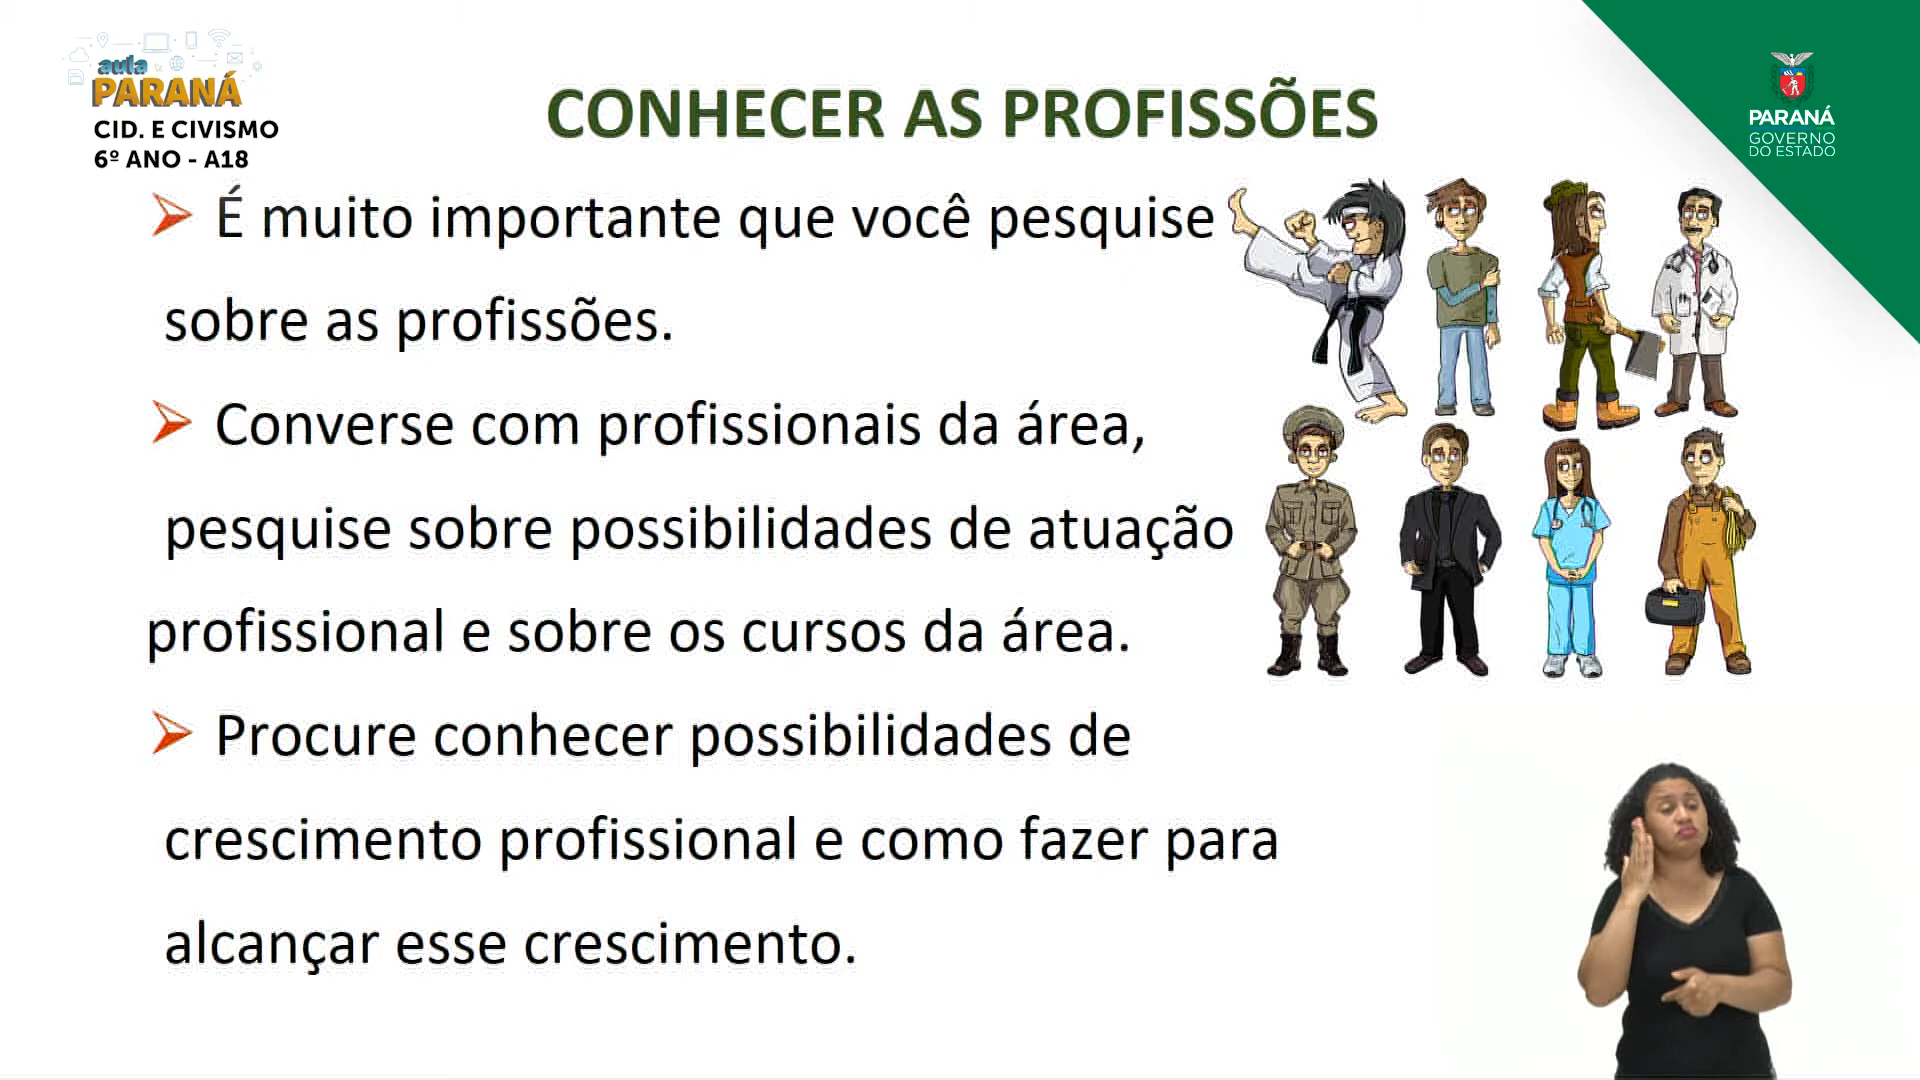 aula
PARANÁ
CID. E CIVISMO
6º ANO - A18
CONHECER AS PROFISSÕES
PARANÁ
GOVERNO
DO ESTADO
É muito importante que você pesquise
sobre as profissões.
Converse com profissionais da área,
pesquise sobre possibilidades de atuação
profissional e sobre os cursos da área.
Procure conhecer possibilidades de
crescimento profissional e como fazer para
alcançar esse crescimento.